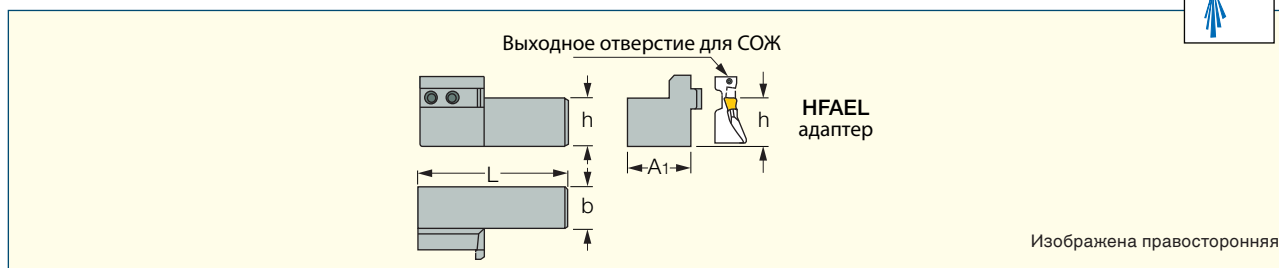 Выходное отверстие для СОЖ
h
h
HFAEL
адаптер
A1
L
b
Изображена правосторонняя